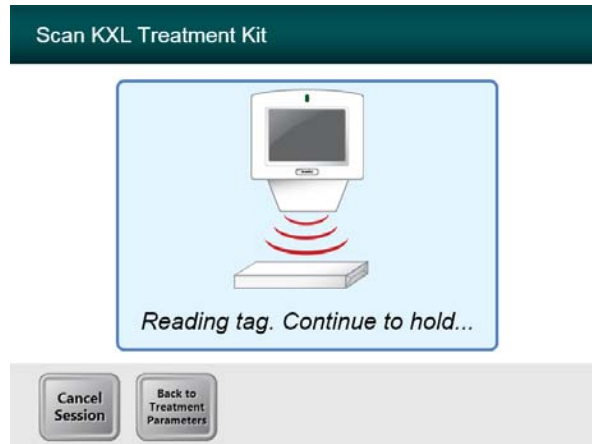 Scan KXL Treatment Kit
Reading tag. Continue to hold...
Cancel
Session
Back to
Treatment
Parameters